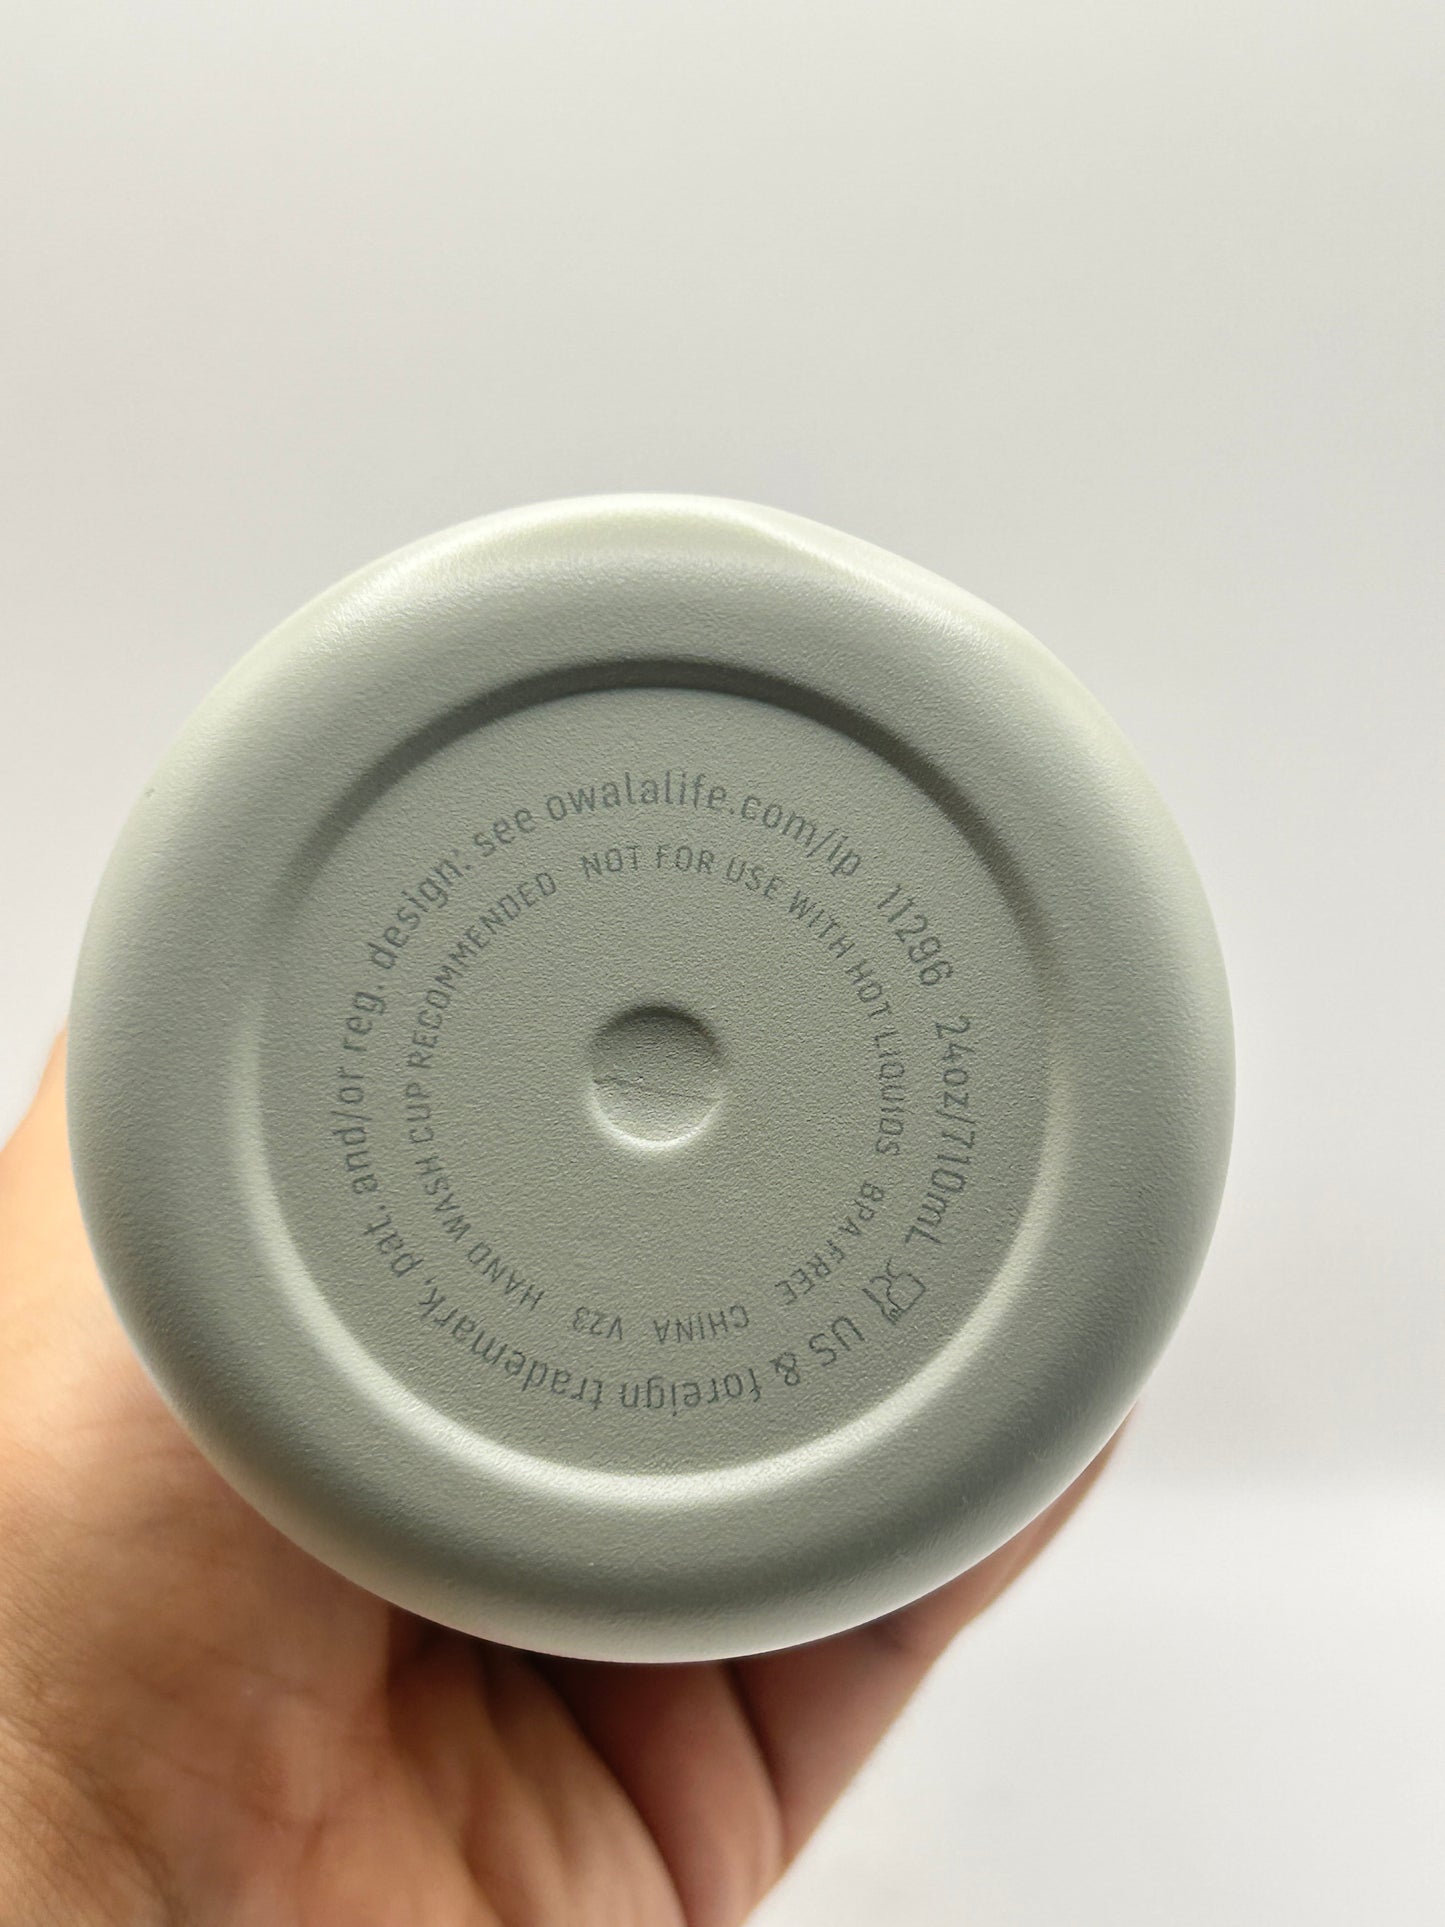 US & foreign trademark, pat. and/or reg. design: see owalalife.com/ip 11296 24oz/710mL
HAND WASH CUP RECOMMENDED NOT FOR USE WITH HOT LIQUIDS BPA FREE CHINA V23